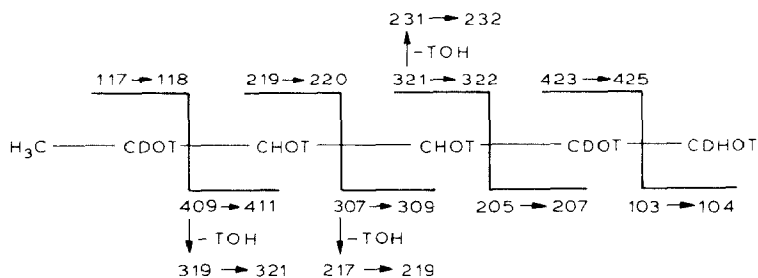 231 → 232
–TOH
117 → 118 219 → 220 321 → 322 423 → 425
H₃C CDOT CHOT CHOT CDOT CDHOT
409 → 411 307 → 309 205 → 207 103 → 104
– TOH – TOH
319 → 321 217 → 219